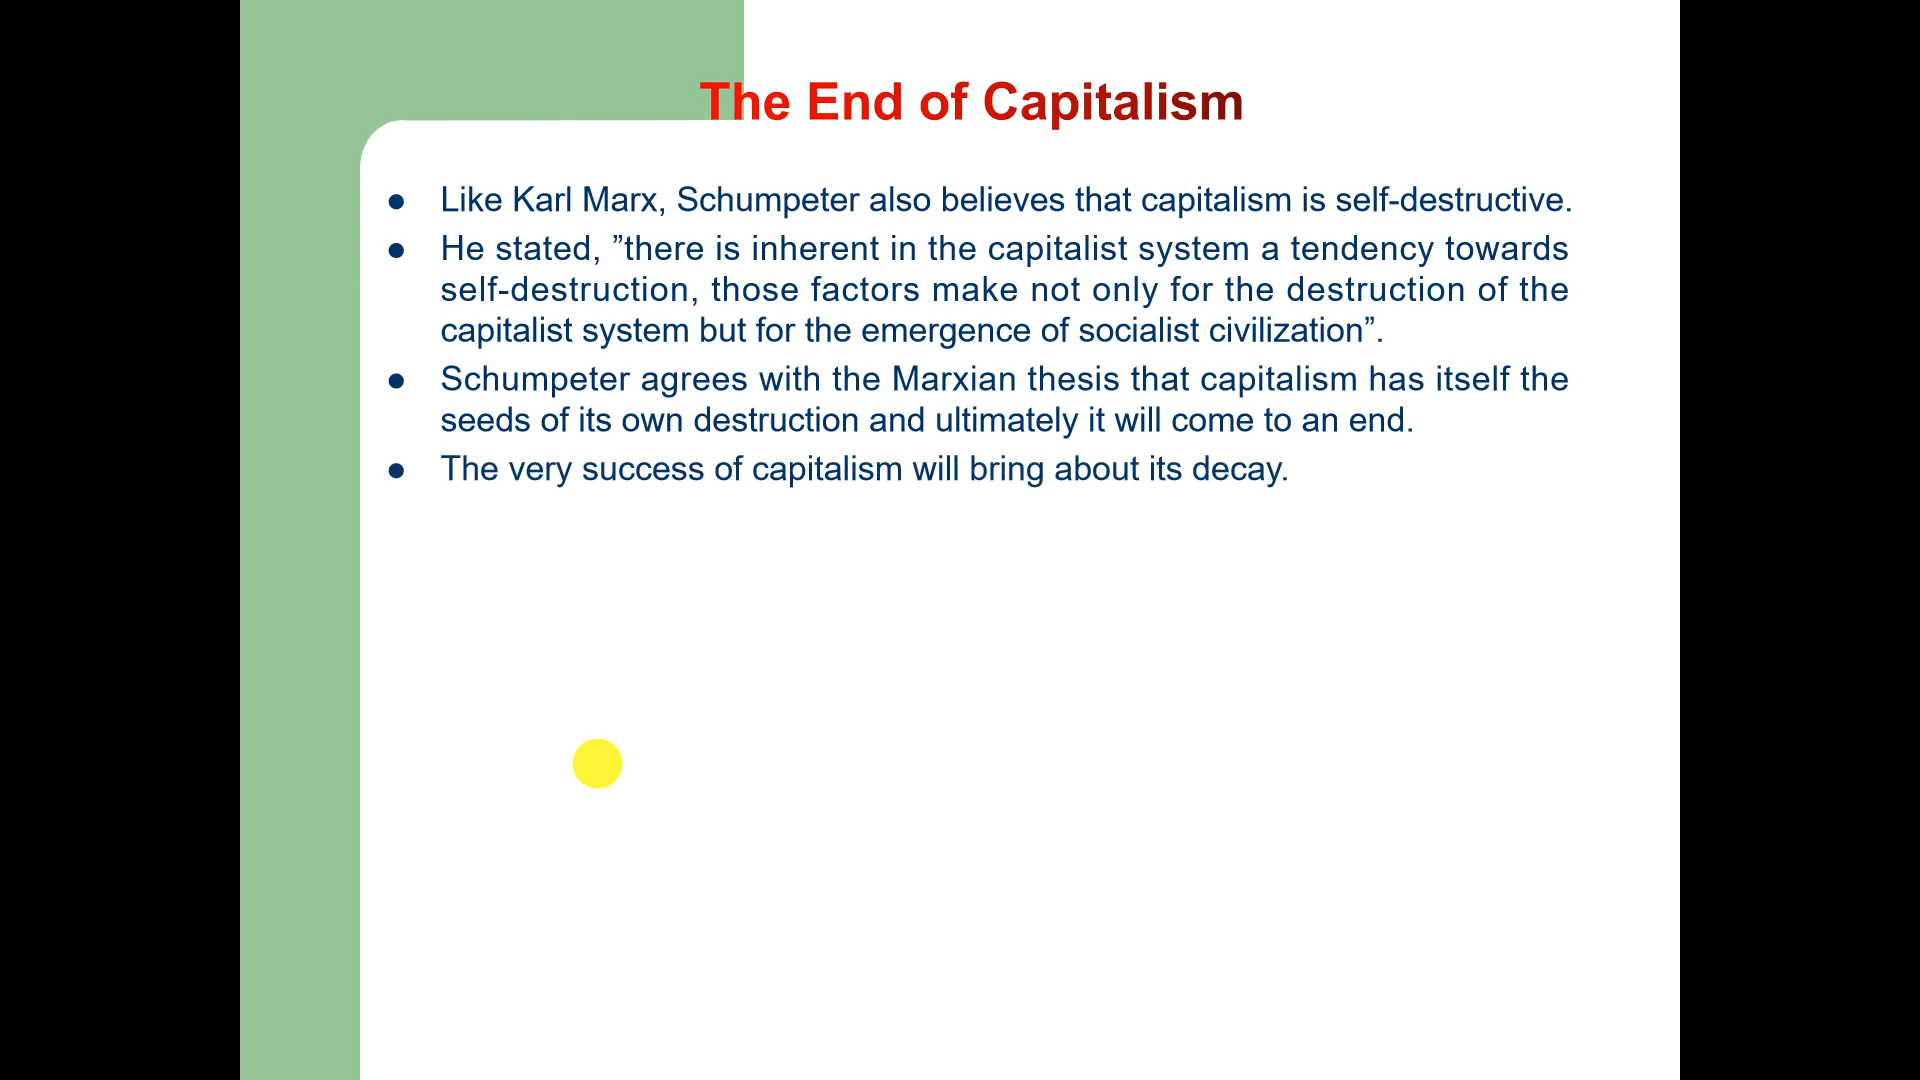 The End of Capitalism
● Like Karl Marx, Schumpeter also believes that capitalism is self-destructive.
● He stated, ”there is inherent in the capitalist system a tendency towards
self-destruction, those factors make not only for the destruction of the
capitalist system but for the emergence of socialist civilization”.
● Schumpeter agrees with the Marxian thesis that capitalism has itself the
seeds of its own destruction and ultimately it will come to an end.
● The very success of capitalism will bring about its decay.